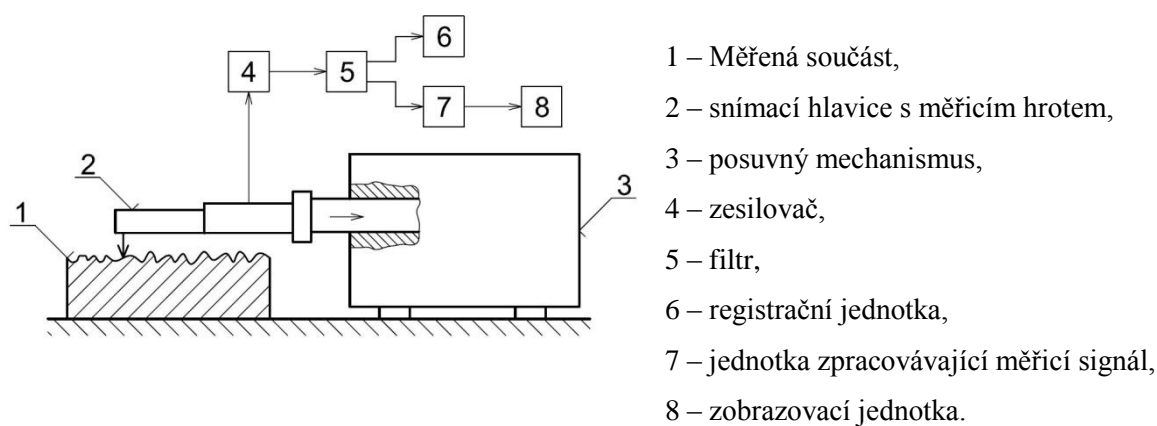 6
4
5
7
8
2
3
1
1 – Měřená součást,
2 – snímací hlavice s měřicím hrotem,
3 – posuvný mechanismus,
4 – zesilovač,
5 – filtr,
6 – registrační jednotka,
7 – jednotka zpracovávající měřicí signál,
8 – zobrazovací jednotka.